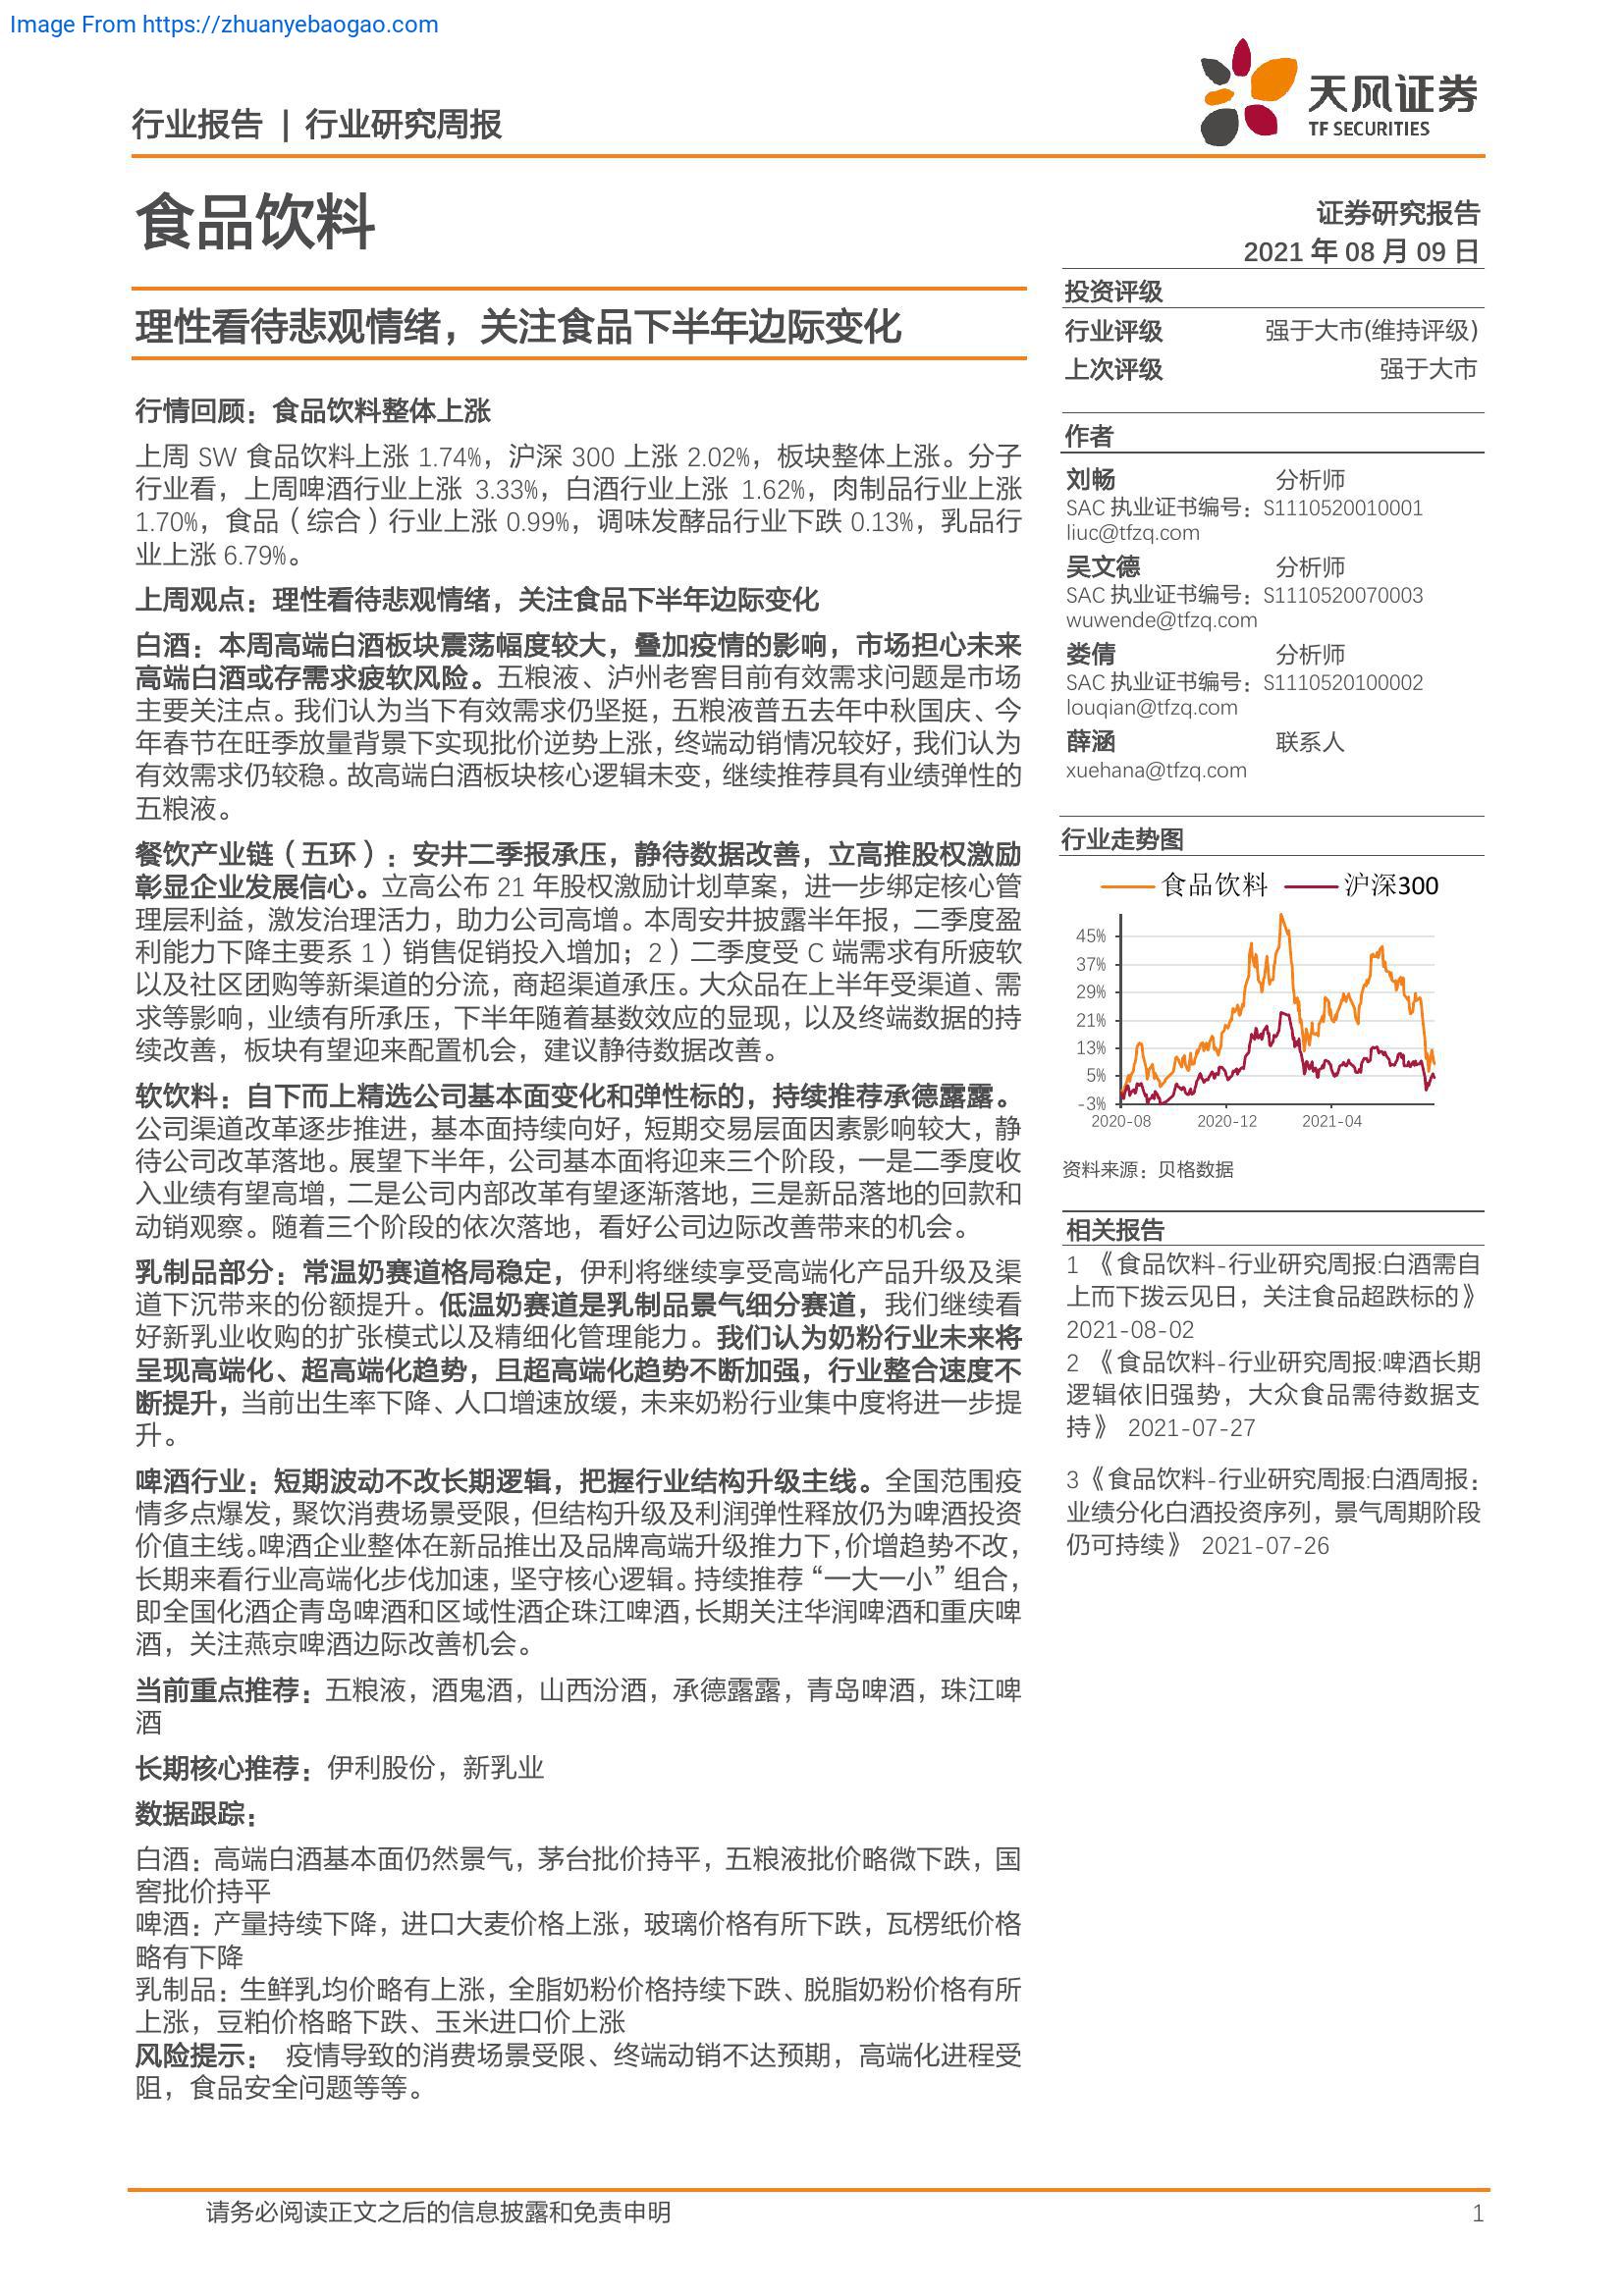 Image From https://zhuanyebaogao.com
行业报告 | 行业研究周报
天风证券
TF SECURITIES
食品饮料
证券研究报告
2021 年 08 月 09 日
理性看待悲观情绪，关注食品下半年边际变化
行情回顾：食品饮料整体上涨
上周 SW 食品饮料上涨 1.74%，沪深 300 上涨 2.02%，板块整体上涨。分子
行业看，上周啤酒行业上涨 3.33%，白酒行业上涨 1.62%，肉制品行业上涨
1.70%，食品（综合）行业上涨 0.99%，调味发酵品行业下跌 0.13%，乳品行
业上涨 6.79%。
上周观点：理性看待悲观情绪，关注食品下半年边际变化
白酒：本周高端白酒板块震荡幅度较大，叠加疫情的影响，市场担心未来
高端白酒或存需求疲软风险。五粮液、泸州老窖目前有效需求问题是市场
主要关注点。我们认为当下有效需求仍坚挺，五粮液普五去年中秋国庆、今
年春节在旺季放量背景下实现批价逆势上涨，终端动销情况较好，我们认为
有效需求仍较稳。故高端白酒板块核心逻辑未变，继续推荐具有业绩弹性的
五粮液。
餐饮产业链（五环）：安井二季报承压，静待数据改善，立高推股权激励
彰显企业发展信心。立高公布 21 年股权激励计划草案，进一步绑定核心管
理层利益，激发治理活力，助力公司高增。本周安井披露半年报，二季度盈
利能力下降主要系 1）销售促销投入增加；2）二季度受 C 端需求有所疲软
以及社区团购等新渠道的分流，商超渠道承压。大众品在上半年受渠道、需
求等影响，业绩有所承压，下半年随着基数效应的显现，以及终端数据的持
续改善，板块有望迎来配置机会，建议静待数据改善。
软饮料：自下而上精选公司基本面变化和弹性标的，持续推荐承德露露。
公司渠道改革逐步推进，基本面持续向好，短期交易层面因素影响较大，静
待公司改革落地。展望下半年，公司基本面将迎来三个阶段，一是二季度收
入业绩有望高增，二是公司内部改革有望逐渐落地，三是新品落地的回款和
动销观察。随着三个阶段的依次落地，看好公司边际改善带来的机会。
乳制品部分：常温奶赛道格局稳定，伊利将继续享受高端化产品升级及渠
道下沉带来的份额提升。低温奶赛道是乳制品景气细分赛道，我们继续看
好新乳业收购的扩张模式以及精细化管理能力。我们认为奶粉行业未来将
呈现高端化、超高端化趋势，且超高端化趋势不断加强，行业整合速度不
断提升，当前出生率下降、人口增速放缓，未来奶粉行业集中度将进一步提
升。
啤酒行业：短期波动不改长期逻辑，把握行业结构升级主线。全国范围疫
情多点爆发，聚饮消费场景受限，但结构升级及利润弹性释放仍为啤酒投资
价值主线。啤酒企业整体在新品推出及品牌高端升级推力下，价增趋势不改，
长期来看行业高端化步伐加速，坚守核心逻辑。持续推荐“一大一小”组合，
即全国化酒企青岛啤酒和区域性酒企珠江啤酒，长期关注华润啤酒和重庆啤
酒，关注燕京啤酒边际改善机会。
当前重点推荐：五粮液，酒鬼酒，山西汾酒，承德露露，青岛啤酒，珠江啤
酒
长期核心推荐：伊利股份，新乳业
数据跟踪：
白酒：高端白酒基本面仍然景气，茅台批价持平，五粮液批价略微下跌，国
窖批价持平
啤酒：产量持续下降，进口大麦价格上涨，玻璃价格有所下跌，瓦楞纸价格
略有下降
乳制品：生鲜乳均价略有上涨，全脂奶粉价格持续下跌、脱脂奶粉价格有所
上涨，豆粕价格略下跌、玉米进口价上涨
风险提示： 疫情导致的消费场景受限、终端动销不达预期，高端化进程受
阻，食品安全问题等等。
投资评级
行业评级 强于大市(维持评级)
上次评级 强于大市
作者
刘畅 分析师
SAC 执业证书编号：S1110520010001
liuc@tfzq.com
吴文德 分析师
SAC 执业证书编号：S1110520070003
wuwende@tfzq.com
娄倩 分析师
SAC 执业证书编号：S1110520100002
louqian@tfzq.com
薛涵 联系人
xuehana@tfzq.com
行业走势图
食品饮料 沪深300
45%
37%
29%
21%
13%
5%
-3%
2020-08 2020-12 2021-04
资料来源：贝格数据
相关报告
1 《食品饮料-行业研究周报:白酒需自
上而下拨云见日，关注食品超跌标的》
2021-08-02
2 《食品饮料-行业研究周报:啤酒长期
逻辑依旧强势，大众食品需待数据支
持》 2021-07-27
3《食品饮料-行业研究周报:白酒周报：
业绩分化白酒投资序列，景气周期阶段
仍可持续》 2021-07-26
请务必阅读正文之后的信息披露和免责申明 1